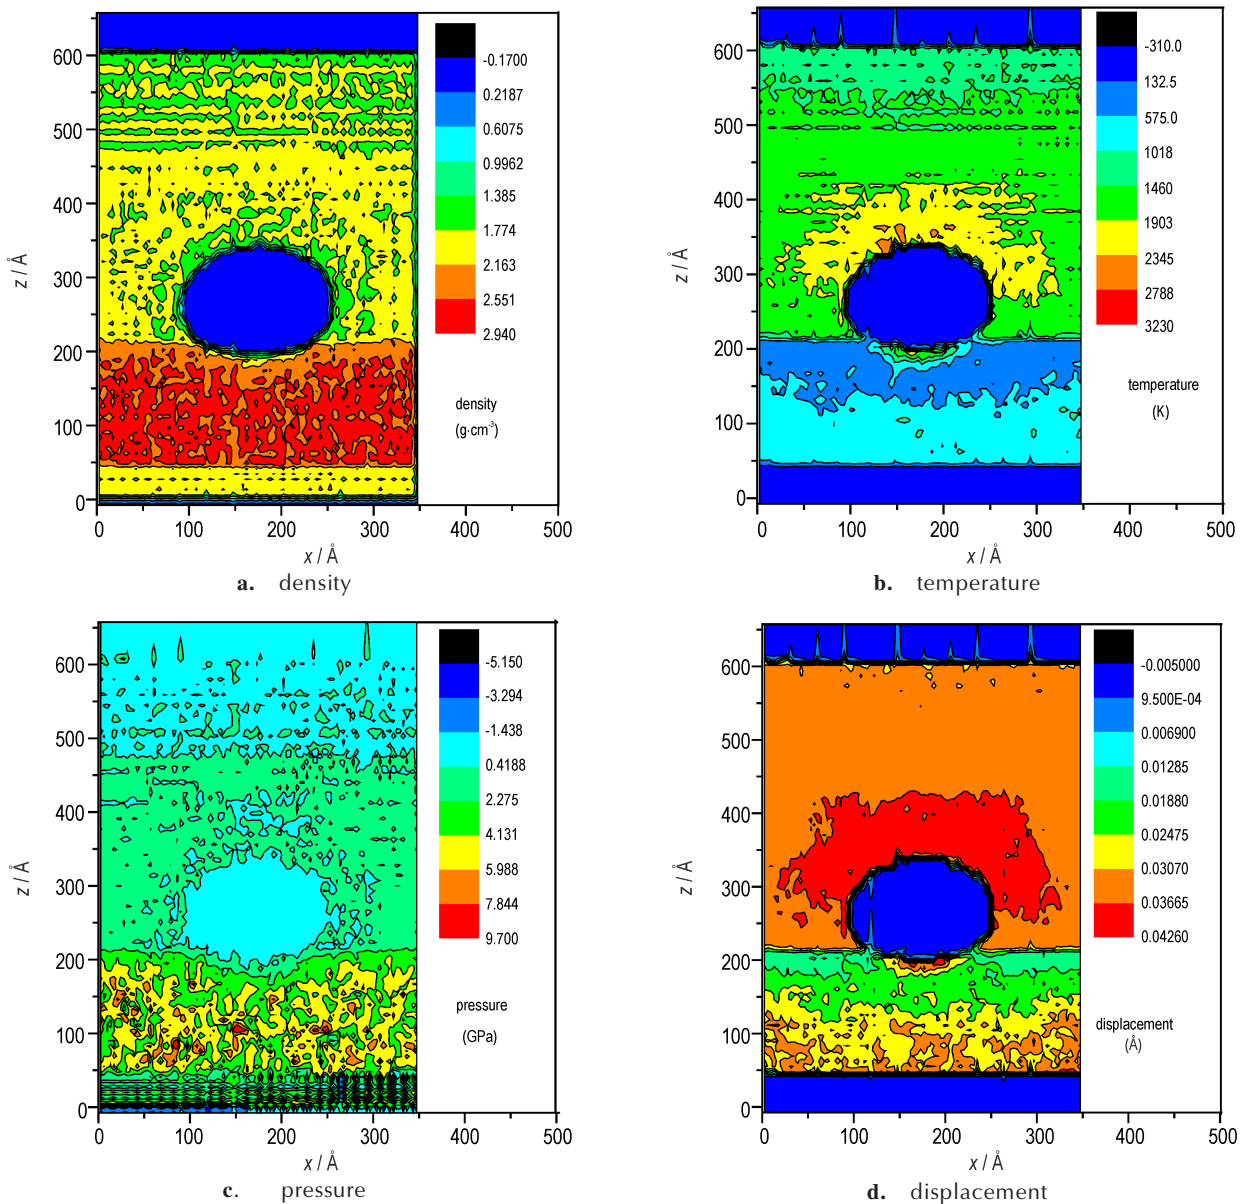 600
500
400
300
200
100
0
z / Å
0 100 200 300 400 500
x / Å
-0.1700
0.2187
0.6075
0.9962
1.385
1.774
2.163
2.551
2.940
density
(g·cm⁻³)
a. density
600
500
400
300
200
100
0
z / Å
0 100 200 300 400 500
x / Å
-310.0
132.5
575.0
1018
1460
1903
2345
2788
3230
temperature
(K)
b. temperature
600
500
400
300
200
100
0
z / Å
0 100 200 300 400 500
x / Å
-5.150
-3.294
-1.438
0.4188
2.275
4.131
5.988
7.844
9.700
pressure
(GPa)
c. pressure
600
500
400
300
200
100
0
z / Å
0 100 200 300 400 500
x / Å
-0.005000
9.500E-04
0.006900
0.01285
0.01880
0.02475
0.03070
0.03665
0.04260
displacement
(Å)
d. displacement